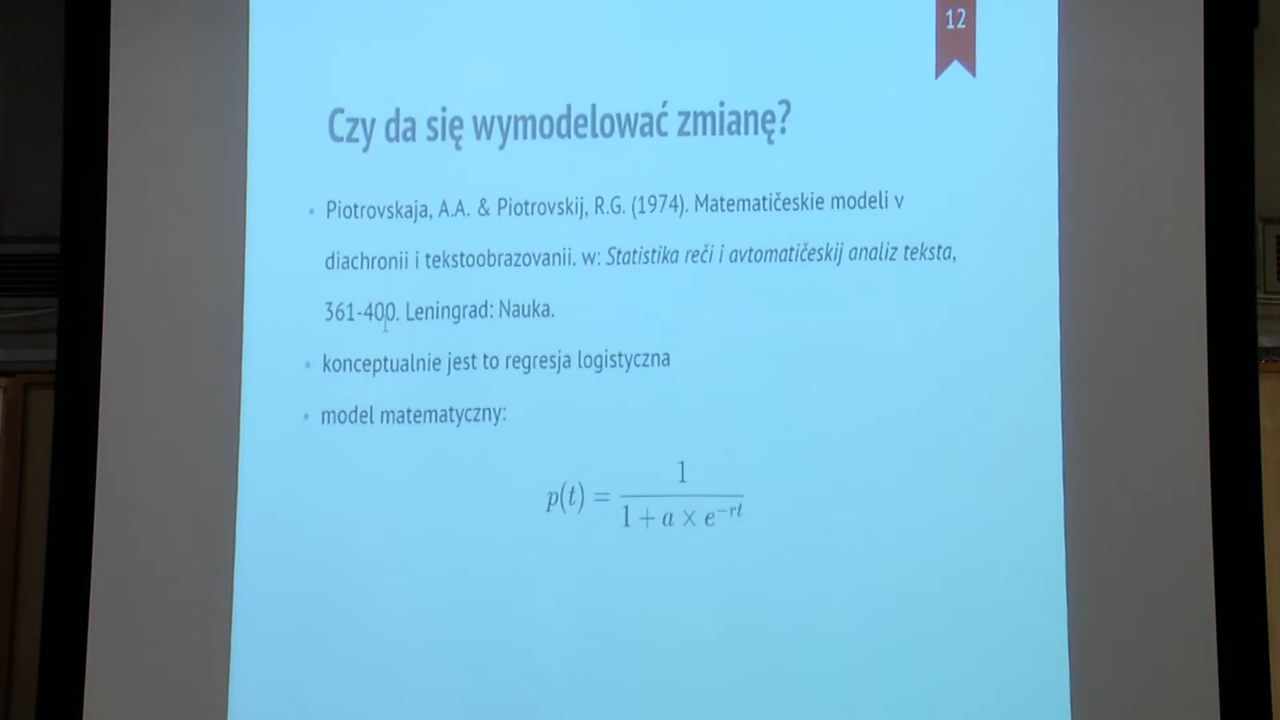 12
Czy da się wymodelować zmianę?
Piotrovskaja, A.A. & Piotrovskij, R.G. (1974). Matematičeskie modeli v
diachronii i tekstoobrazovanii. w: Statistika reči i avtomatičeskij analiz teksta,
361-400. Leningrad: Nauka.
konceptualnie jest to regresja logistyczna
model matematyczny:
p(t) = 1 / (1 + a × e^{-rt})